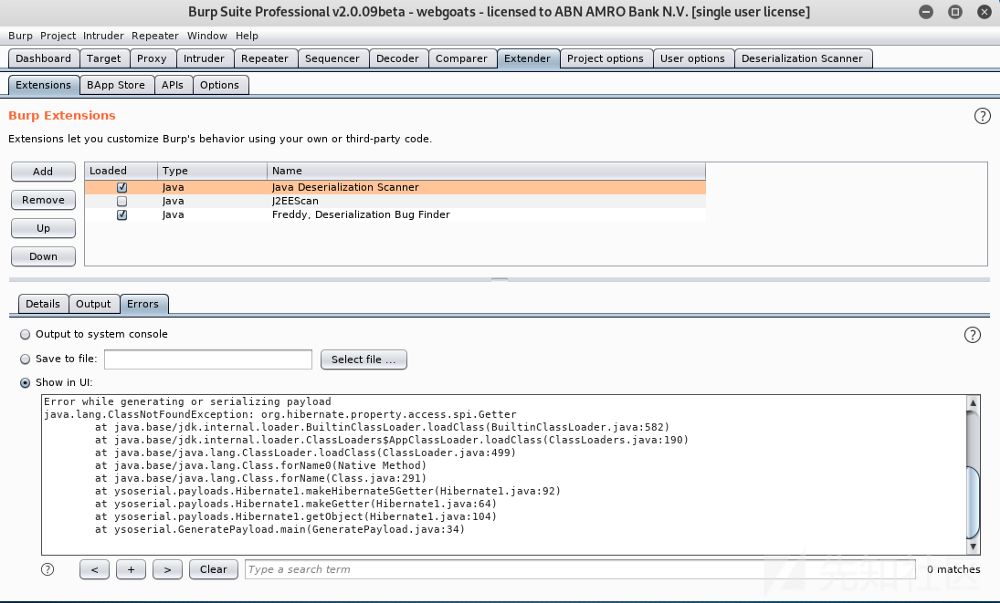 Burp Suite Professional v2.0.09beta - webgoats - licensed to ABN AMRO Bank N.V. [single user license]
Burp Project Intruder Repeater Window Help
Dashboard Target Proxy Intruder Repeater Sequencer Decoder Comparer Extender Project options User options Deserialization Scanner
Extensions BApp Store APIs Options
Burp Extensions
?
Extensions let you customize Burp's behavior using your own or third-party code.
Add
Remove
Up
Down
Loaded Type Name
Java Java Deserialization Scanner
Java J2EEScan
Java Freddy, Deserialization Bug Finder
Details Output Errors
Output to system console
?
Save to file: Select file ...
Show in UI:
Error while generating or serializing payload
java.lang.ClassNotFoundException: org.hibernate.property.access.spi.Getter
at java.base/jdk.internal.loader.BuiltinClassLoader.loadClass(BuiltinClassLoader.java:582)
at java.base/jdk.internal.loader.ClassLoaders$AppClassLoader.loadClass(ClassLoaders.java:190)
at java.base/java.lang.ClassLoader.loadClass(ClassLoader.java:499)
at java.base/java.lang.Class.forName0(Native Method)
at java.base/java.lang.Class.forName(Class.java:291)
at ysoserial.payloads.Hibernate1.makeHibernate5Getter(Hibernate1.java:92)
at ysoserial.payloads.Hibernate1.makeGetter(Hibernate1.java:64)
at ysoserial.payloads.Hibernate1.getObject(Hibernate1.java:104)
at ysoserial.GeneratePayload.main(GeneratePayload.java:34)
? < + > Clear Type a search term 0 matches
先知社区